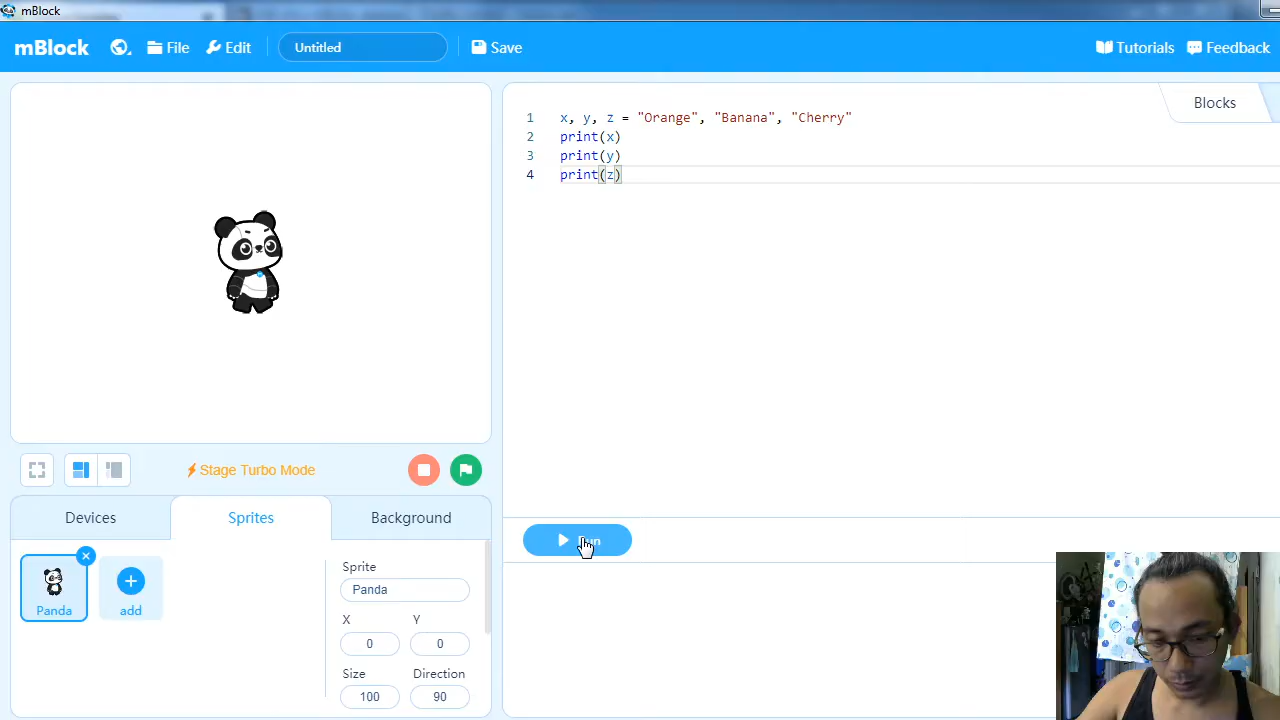 mBlock
mBlock File Edit Untitled Save Tutorials Feedback
Blocks
1 x, y, z = "Orange", "Banana", "Cherry"
2 print(x)
3 print(y)
4 print(z)
Stage Turbo Mode
Devices Sprites Background
Run
Sprite
Panda
Panda
add
X Y
0 0
Size Direction
100 90